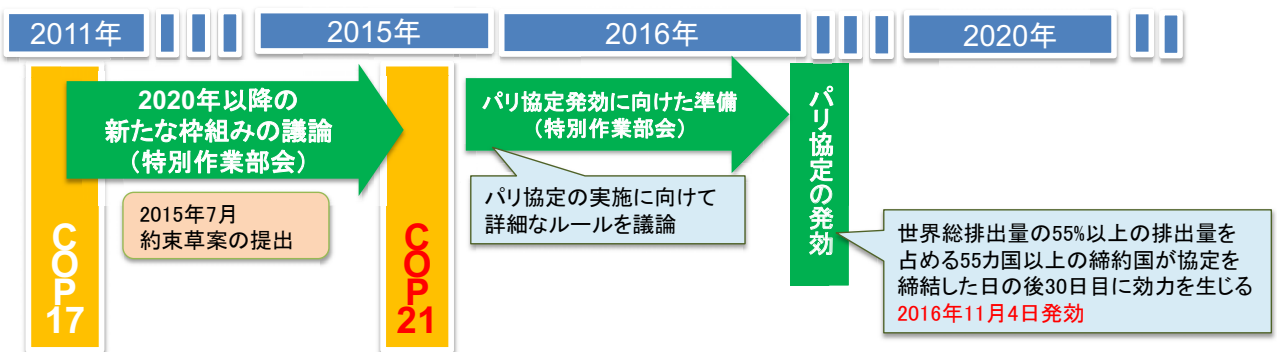 2011年
2015年
2016年
2020年
COP17
2020年以降の
新たな枠組みの議論
（特別作業部会）
2015年7月
約束草案の提出
COP21
パリ協定発効に向けた準備
（特別作業部会）
パリ協定の実施に向けて
詳細なルールを議論
パリ協定の発効
世界総排出量の55%以上の排出量を
占める55カ国以上の締約国が協定を
締結した日の後30日目に効力を生じる
2016年11月4日発効